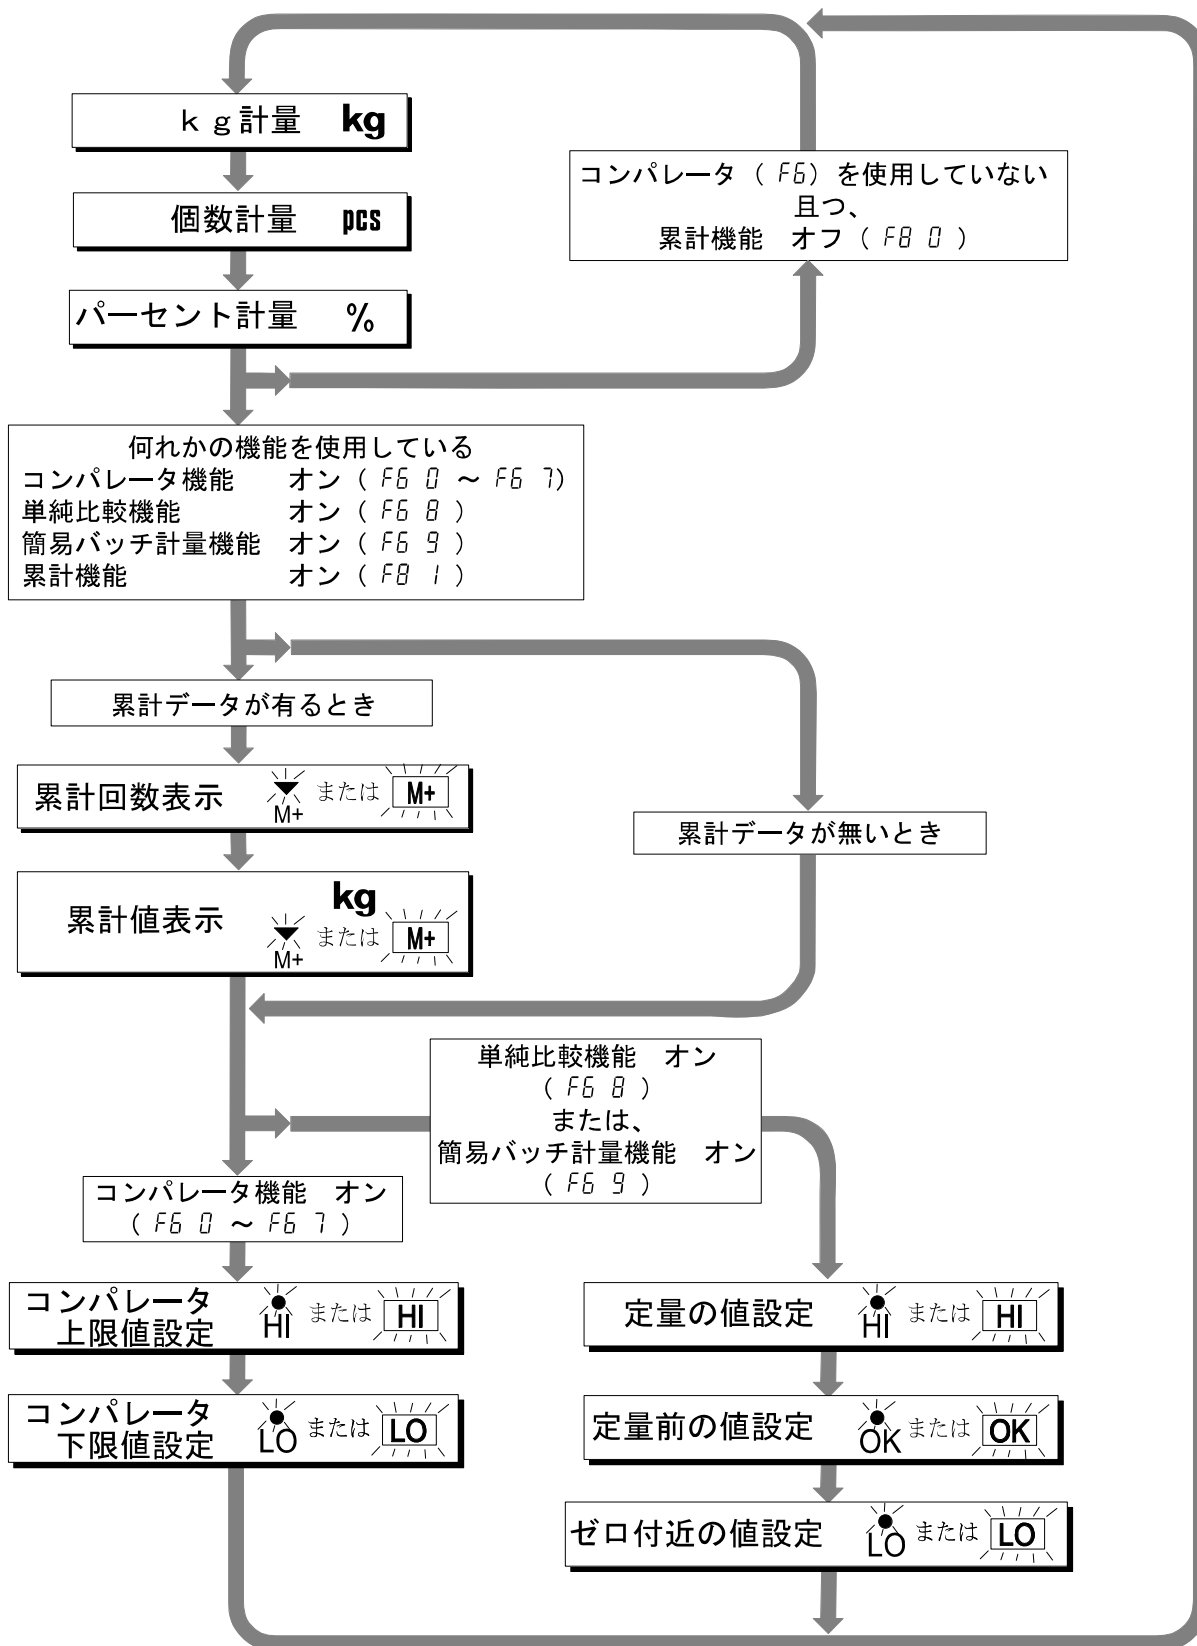 ｋｇ計量 kg
コンパレータ（F6）を使用していない
且つ、
累計機能　オフ（F8 0）
個数計量 pcs
パーセント計量 %
何れかの機能を使用している
コンパレータ機能 オン（F6 0 ～ F6 7）
単純比較機能 オン（F6 8）
簡易バッチ計量機能 オン（F6 9）
累計機能 オン（F8 1）
累計データが有るとき
累計回数表示 M+ または M+
累計データが無いとき
累計値表示 kg
M+ または M+
単純比較機能　オン
（F6 8）
または、
簡易バッチ計量機能　オン
（F6 9）
コンパレータ機能　オン
（F6 0 ～ F6 7）
コンパレータ
上限値設定 HI または HI
コンパレータ
下限値設定 LO または LO
定量の値設定 HI または HI
定量前の値設定 OK または OK
ゼロ付近の値設定 LO または LO